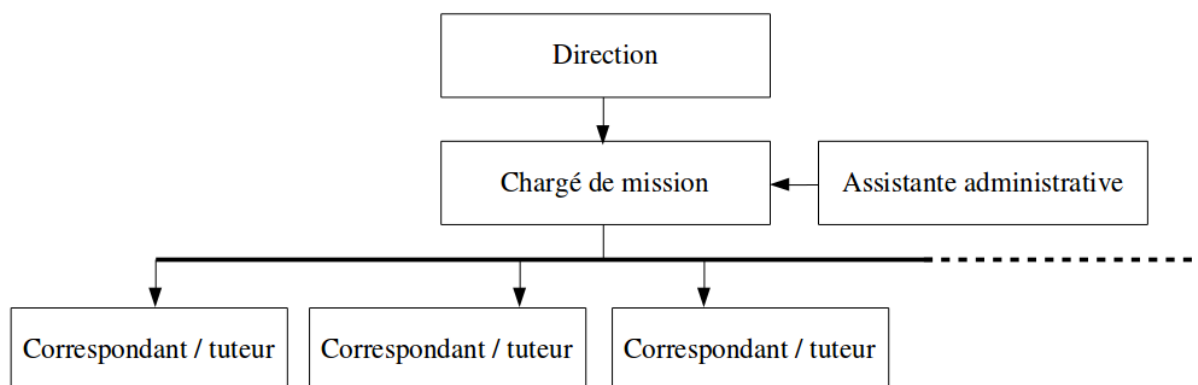 Direction
Chargé de mission
Assistante administrative
Correspondant / tuteur
Correspondant / tuteur
Correspondant / tuteur